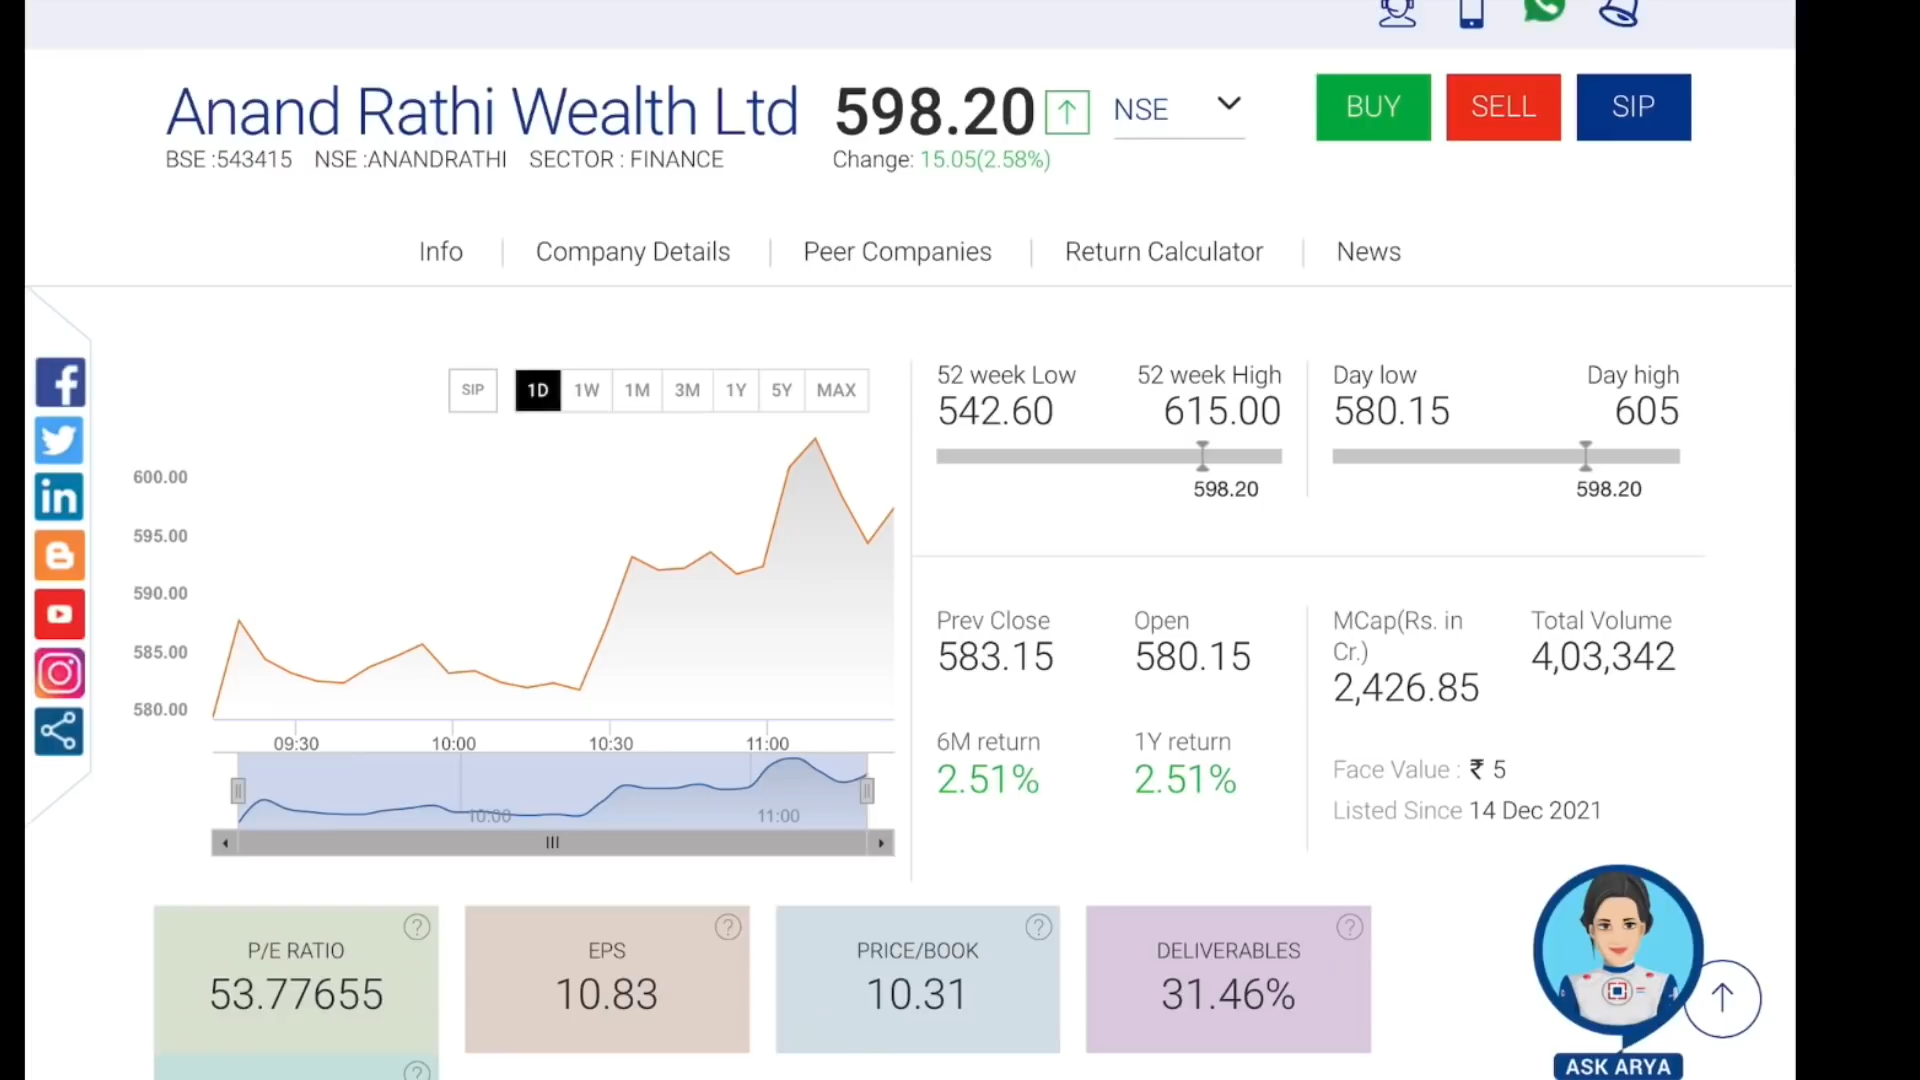 Anand Rathi Wealth Ltd 598.20 NSE BUY SELL SIP
BSE :543415 NSE :ANANDRATHI SECTOR : FINANCE Change: 15.05(2.58%)
Info Company Details Peer Companies Return Calculator News
SIP 1D 1W 1M 3M 1Y 5Y MAX
600.00
595.00
590.00
585.00
580.00
09:30 10:00 10:30 11:00
10:00 11:00
52 week Low 52 week High
542.60 615.00
598.20
Day low Day high
580.15 605
598.20
Prev Close Open
583.15 580.15
6M return 1Y return
2.51% 2.51%
MCap(Rs. in
Cr.)
2,426.85
Total Volume
4,03,342
Face Value : ₹ 5
Listed Since 14 Dec 2021
P/E RATIO
53.77655
EPS
10.83
PRICE/BOOK
10.31
DELIVERABLES
31.46%
ASK ARYA